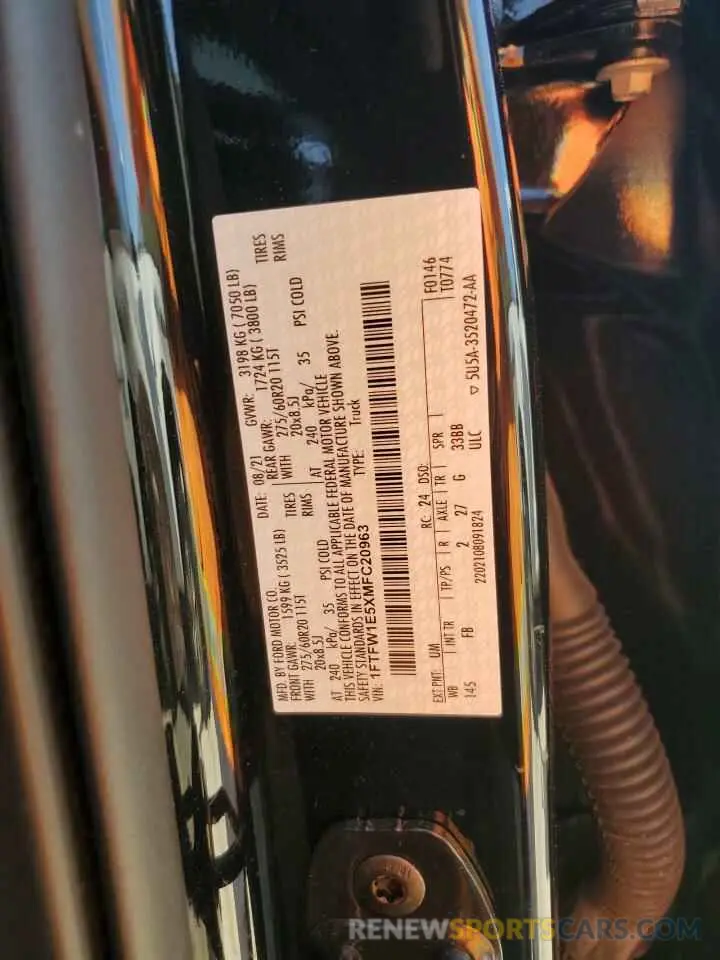 MFD. BY FORD MOTOR CO.
DATE: 08/21 GVWR: 3198 KG ( 7050 LB)
FRONT GAWR: 1599 KG ( 3525 LB) REAR GAWR: 1724 KG ( 3800 LB)
WITH 275/60R20 115T TIRES WITH 275/60R20 115T TIRES
20x8.5J RIMS 20x8.5J RIMS
AT 240 kPa/ 35 PSI COLD AT 240 kPa/ 35 PSI COLD
THIS VEHICLE CONFORMS TO ALL APPLICABLE FEDERAL MOTOR VEHICLE
SAFETY STANDARDS IN EFFECT ON THE DATE OF MANUFACTURE SHOWN ABOVE.
VIN: 1FTFW1E5XMFC20963 TYPE: Truck
EXT PNT: UM RC: 24 DSO: F0146
WB INT TR TP/PS R AXLE TR SPR T0774
145 FB 2 27 G 33BB
2202108091824 ULC ▽ 5U5A-3520472-AA
RENEWSPORTSCARS.COM